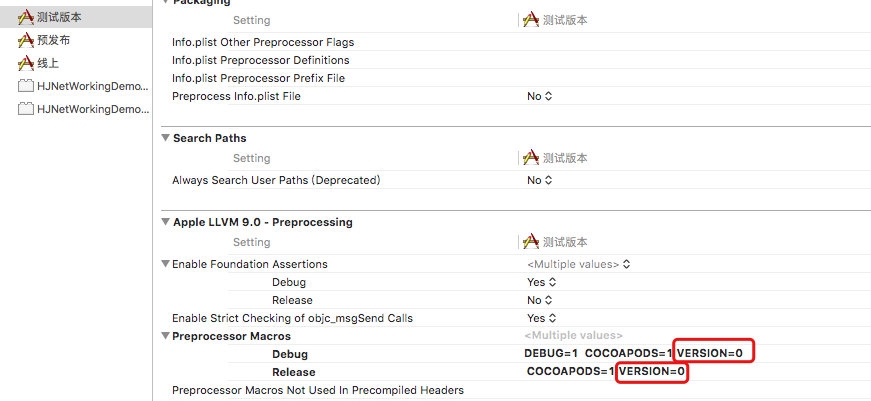 测试版本
预发布
线上
HJNetWorkingDemo...
HJNetWorkingDemo...
Packaging
Setting 测试版本
Info.plist Other Preprocessor Flags
Info.plist Preprocessor Definitions
Info.plist Preprocessor Prefix File
Preprocess Info.plist File No
Search Paths
Setting 测试版本
Always Search User Paths (Deprecated) No
Apple LLVM 9.0 - Preprocessing
Setting 测试版本
Enable Foundation Assertions <Multiple values>
Debug Yes
Release No
Enable Strict Checking of objc_msgSend Calls Yes
Preprocessor Macros <Multiple values>
Debug DEBUG=1 COCOAPODS=1 VERSION=0
Release COCOAPODS=1 VERSION=0
Preprocessor Macros Not Used In Precompiled Headers